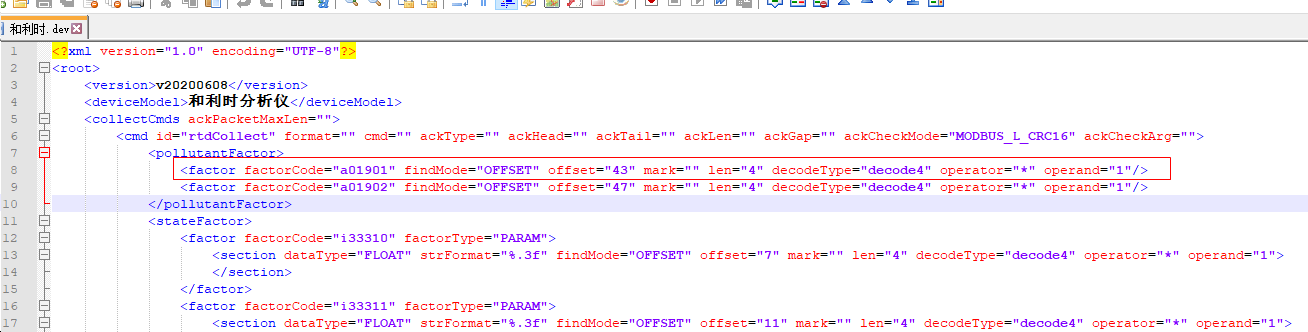 和利时.dev
1 <?xml version="1.0" encoding="UTF-8"?>
2 <root>
3 <version>v20200608</version>
4 <deviceModel>和利时分析仪</deviceModel>
5 <collectCmds ackPacketMaxLen="">
6 <cmd id="rtdCollect" format="" cmd="" ackType="" ackHead="" ackTail="" ackLen="" ackGap="" ackCheckMode="MODBUS_L_CRC16" ackCheckArg="">
7 <pollutantFactor>
8 <factor factorCode="a01901" findMode="OFFSET" offset="43" mark="" len="4" decodeType="decode4" operator="*" operand="1"/>
9 <factor factorCode="a01902" findMode="OFFSET" offset="47" mark="" len="4" decodeType="decode4" operator="*" operand="1"/>
10 </pollutantFactor>
11 <stateFactor>
12 <factor factorCode="i33310" factorType="PARAM">
13 <section dataType="FLOAT" strFormat="%.3f" findMode="OFFSET" offset="7" mark="" len="4" decodeType="decode4" operator="*" operand="1">
14 </section>
15 </factor>
16 <factor factorCode="i33311" factorType="PARAM">
17 <section dataType="FLOAT" strFormat="%.3f" findMode="OFFSET" offset="11" mark="" len="4" decodeType="decode4" operator="*" operand="1">